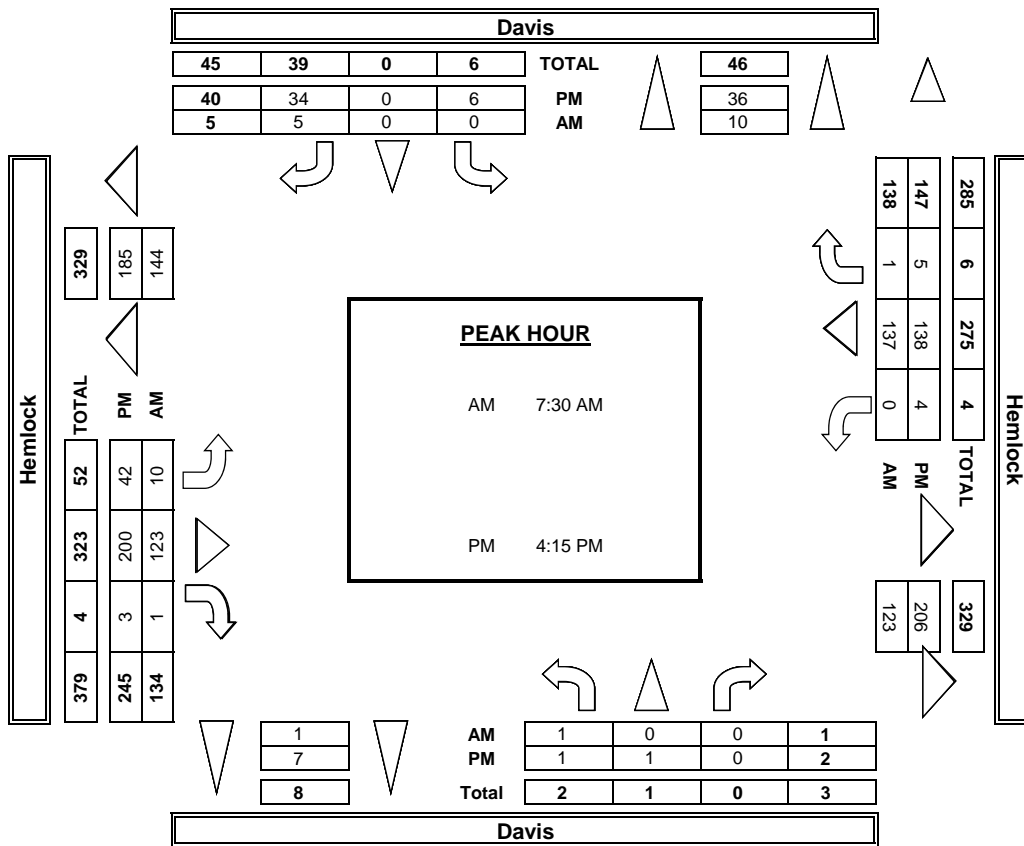 Davis
45 39 0 6 TOTAL 46
40 34 0 6 PM 36
5 5 0 0 AM 10
Hemlock
329
185
144
TOTAL
PM
AM
52 323 4 379
42 200 3 245
10 123 1 134
PEAK HOUR
AM 7:30 AM
PM 4:15 PM
285 6 275 4 TOTAL
147 5 138 4 PM
138 1 137 0 AM
329
206
123
Hemlock
1 AM 1 0 0 1
7 PM 1 1 0 2
8 Total 2 1 0 3
Davis